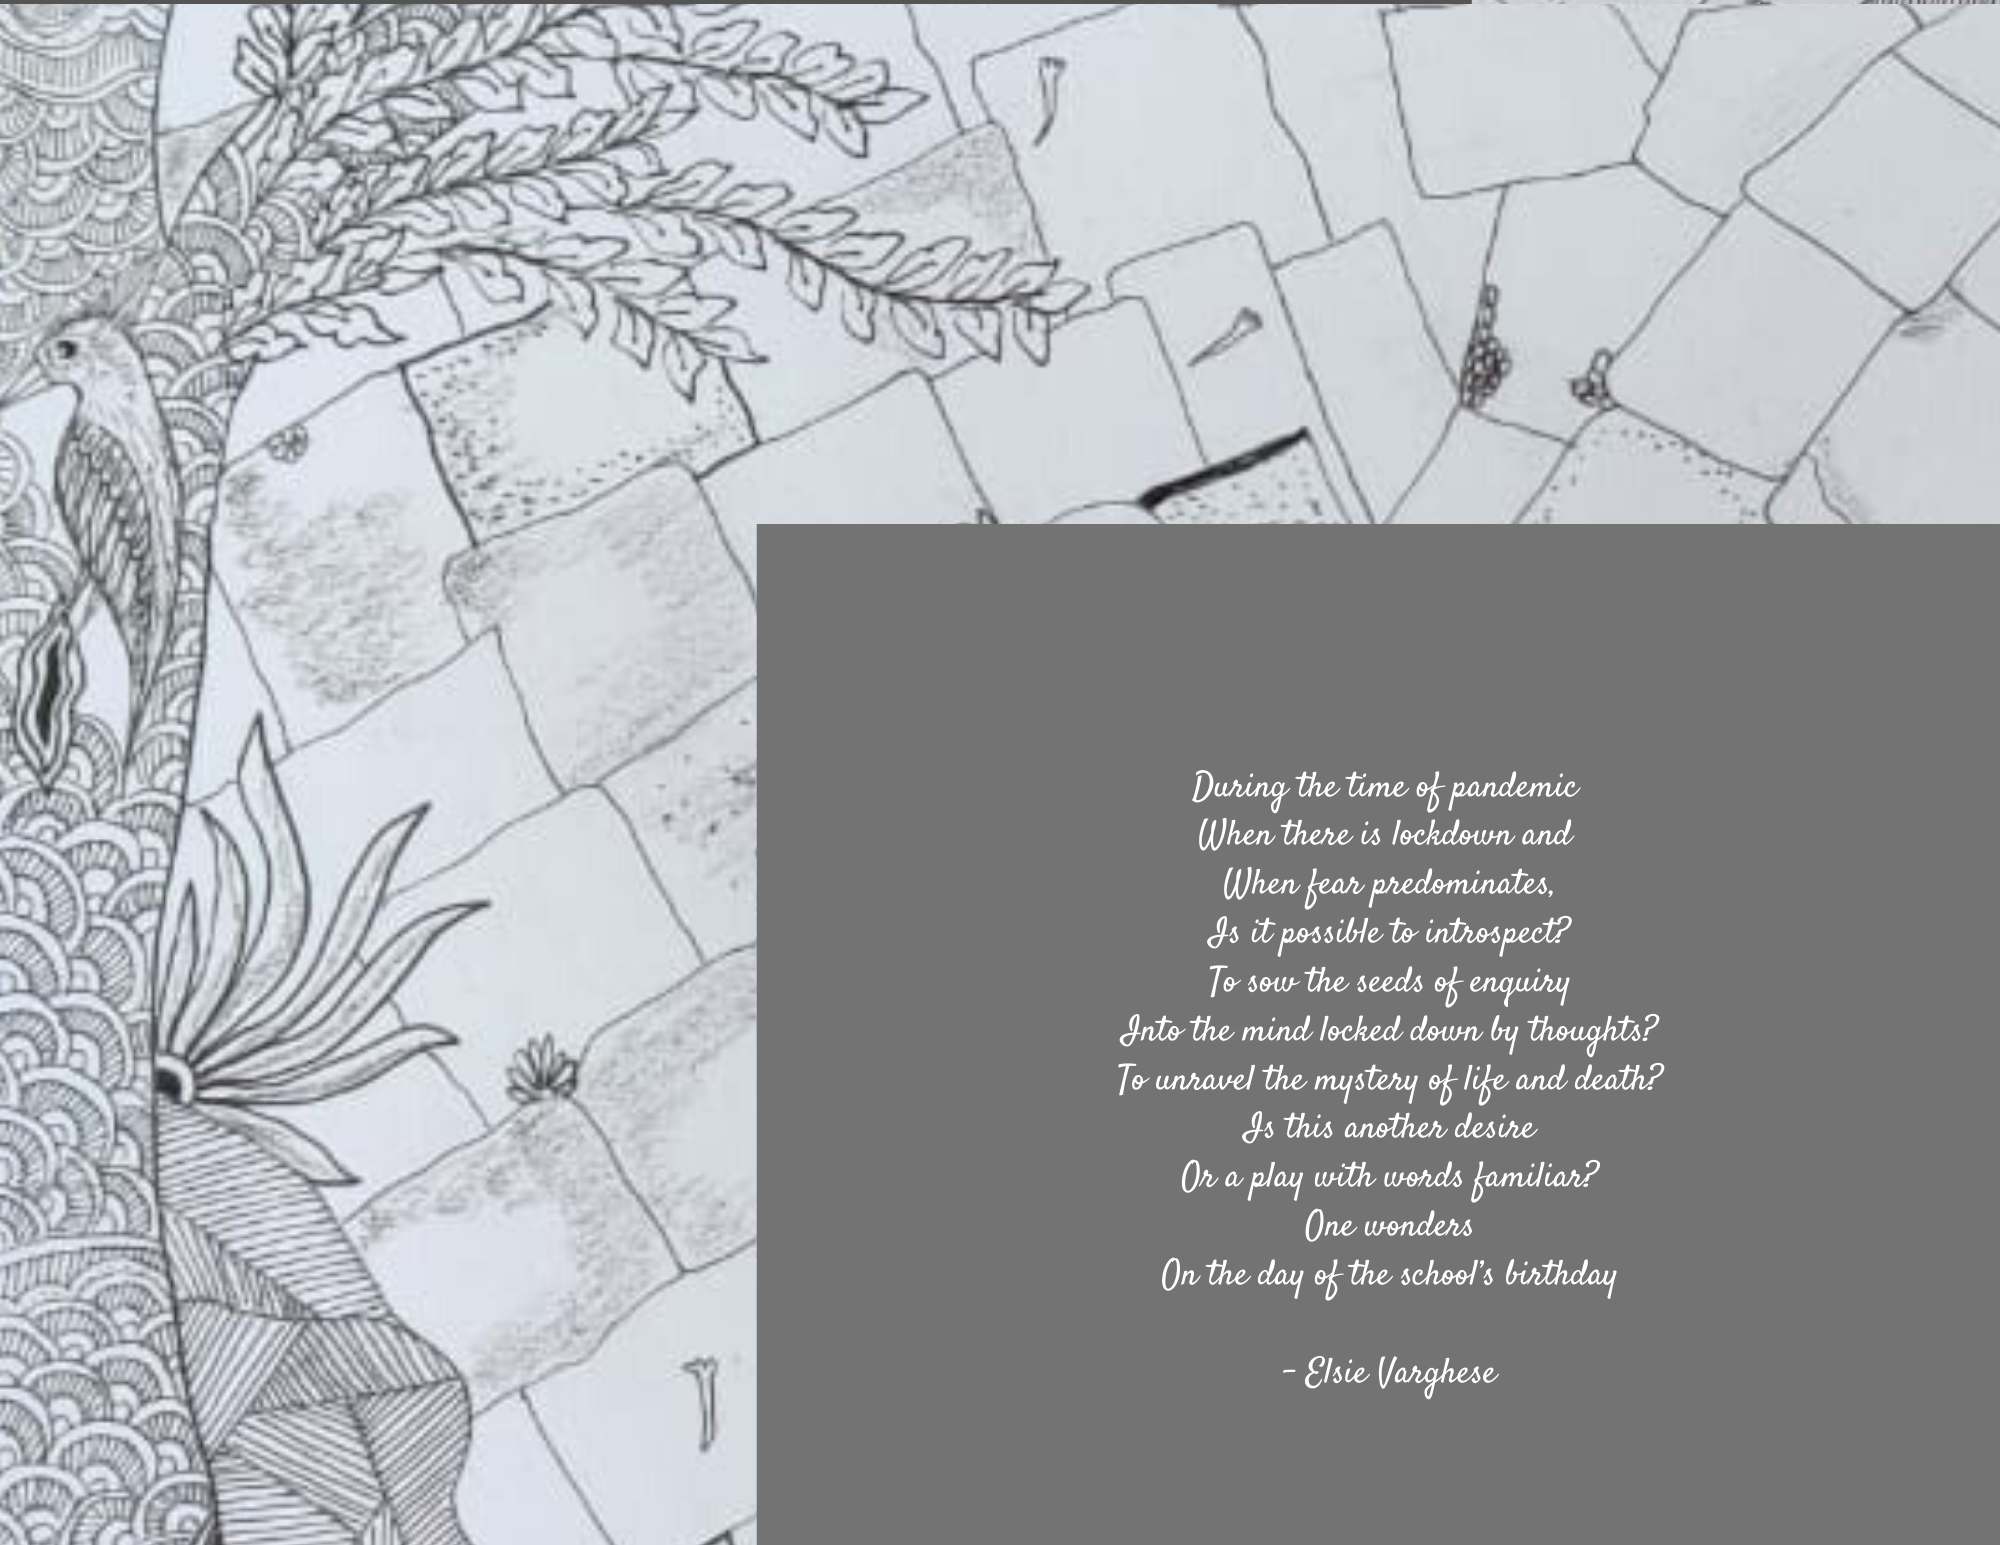 During the time of pandemic
When there is lockdown and
When fear predominates,
Is it possible to introspect?
To sow the seeds of enquiry
Into the mind locked down by thoughts?
To unravel the mystery of life and death?
Is this another desire
Or a play with words familiar?
One wonders
On the day of the school's birthday
- Elsie Varghese